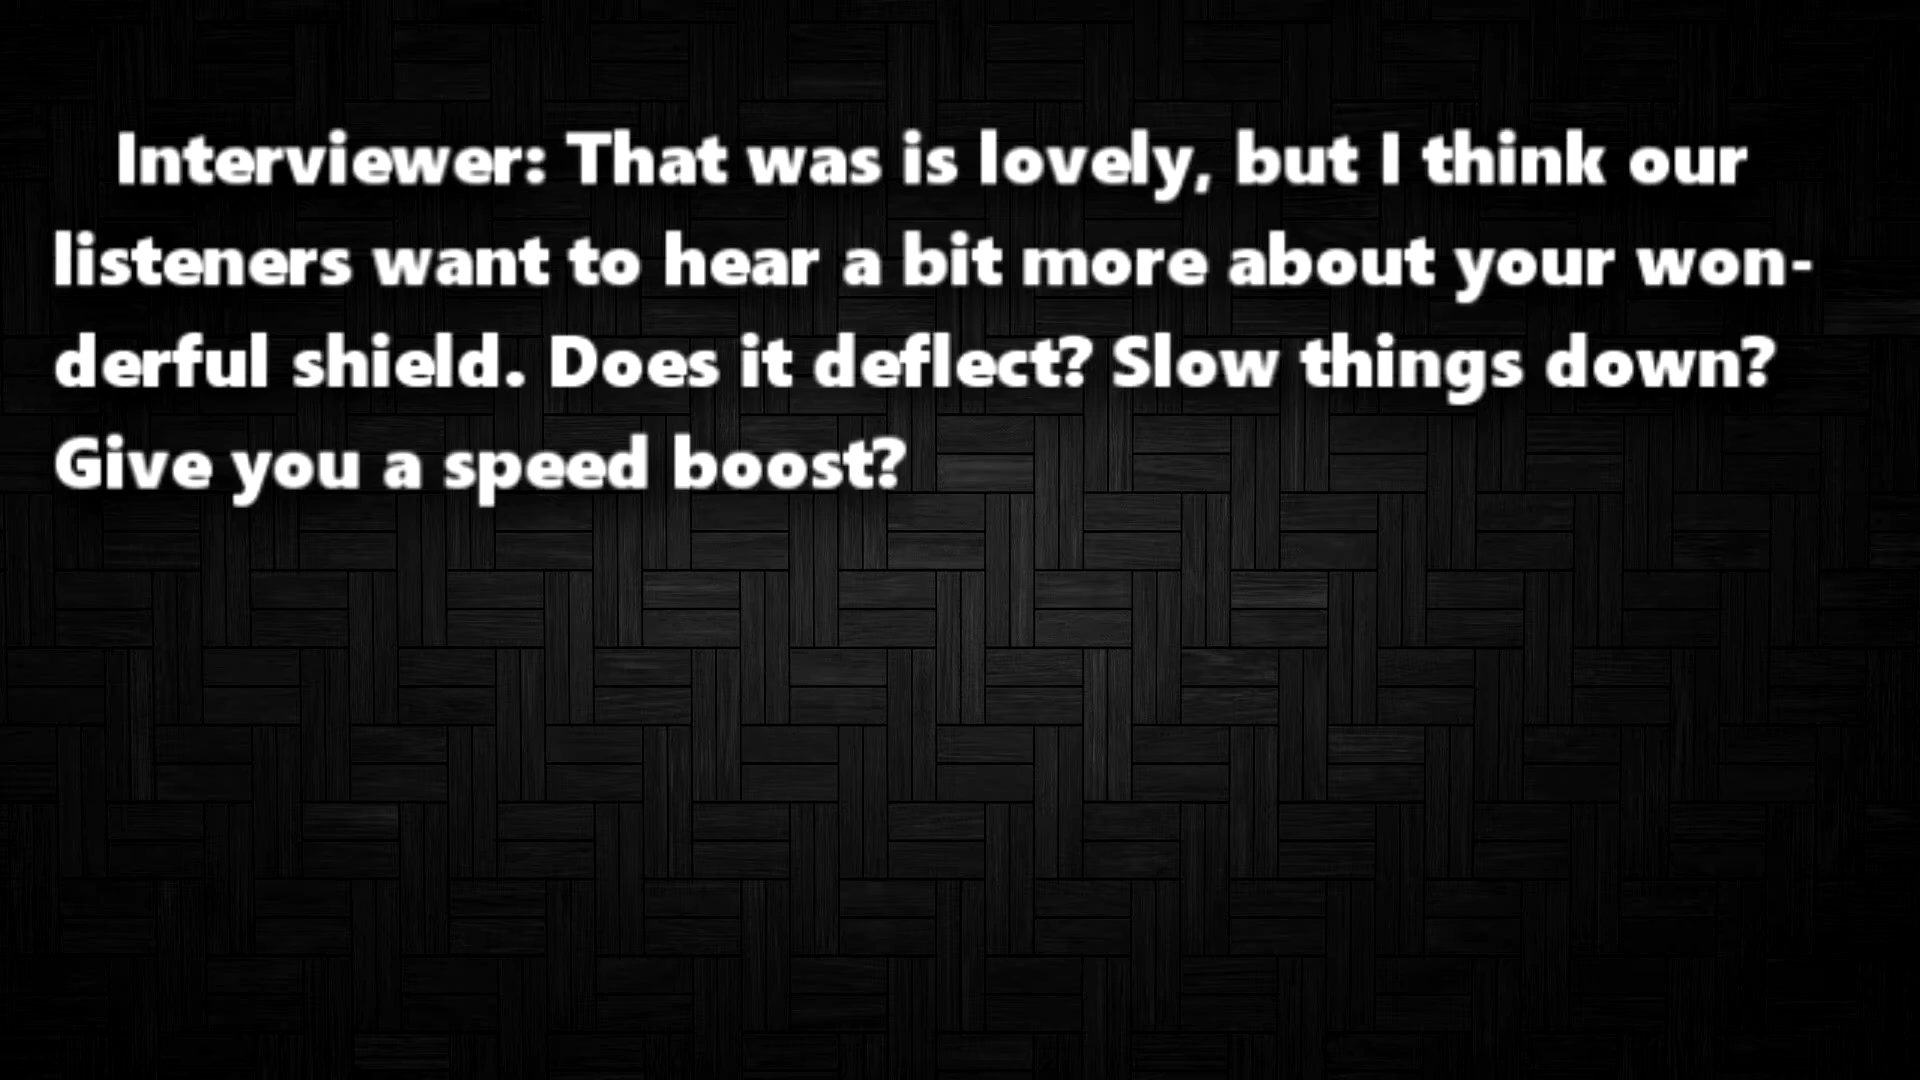 Interviewer: That was is lovely, but I think our
listeners want to hear a bit more about your won-
derful shield. Does it deflect? Slow things down?
Give you a speed boost?